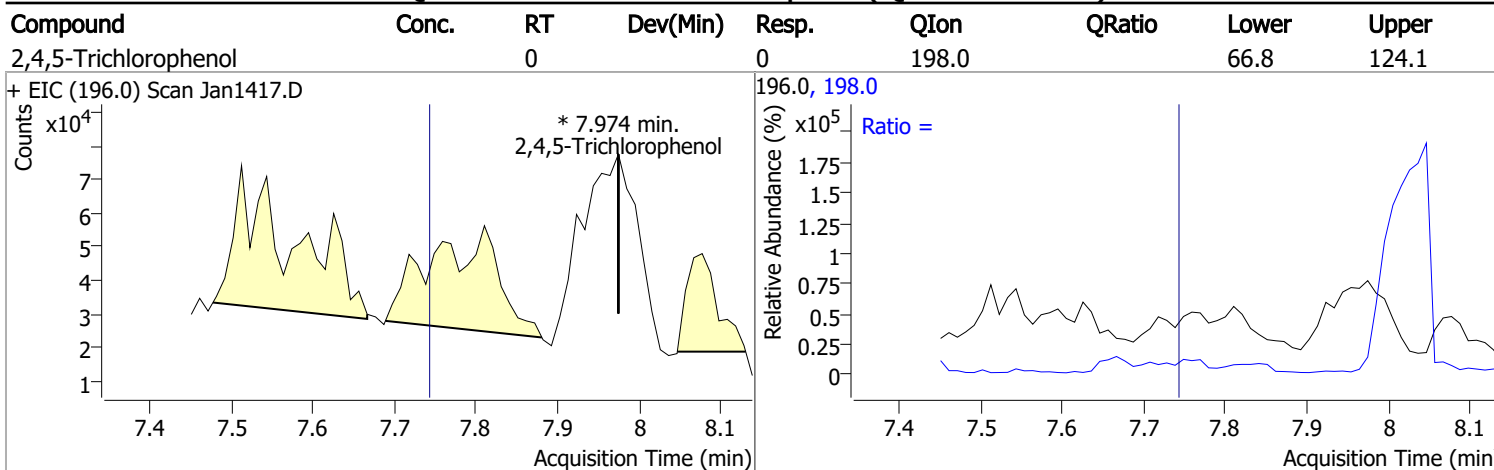 Compound Conc. RT Dev(Min) Resp. QIon QRatio Lower Upper
2,4,5-Trichlorophenol 0 0 198.0 66.8 124.1
+ EIC (196.0) Scan Jan1417.D
Counts
x10⁴
7
6
5
4
3
2
1
* 7.974 min.
2,4,5-Trichlorophenol
7.4 7.5 7.6 7.7 7.8 7.9 8 8.1
Acquisition Time (min)
196.0, 198.0
Relative Abundance (%)
x10⁵
Ratio =
1.75
1.5
1.25
1
0.75
0.5
0.25
0
7.4 7.5 7.6 7.7 7.8 7.9 8 8.1
Acquisition Time (min